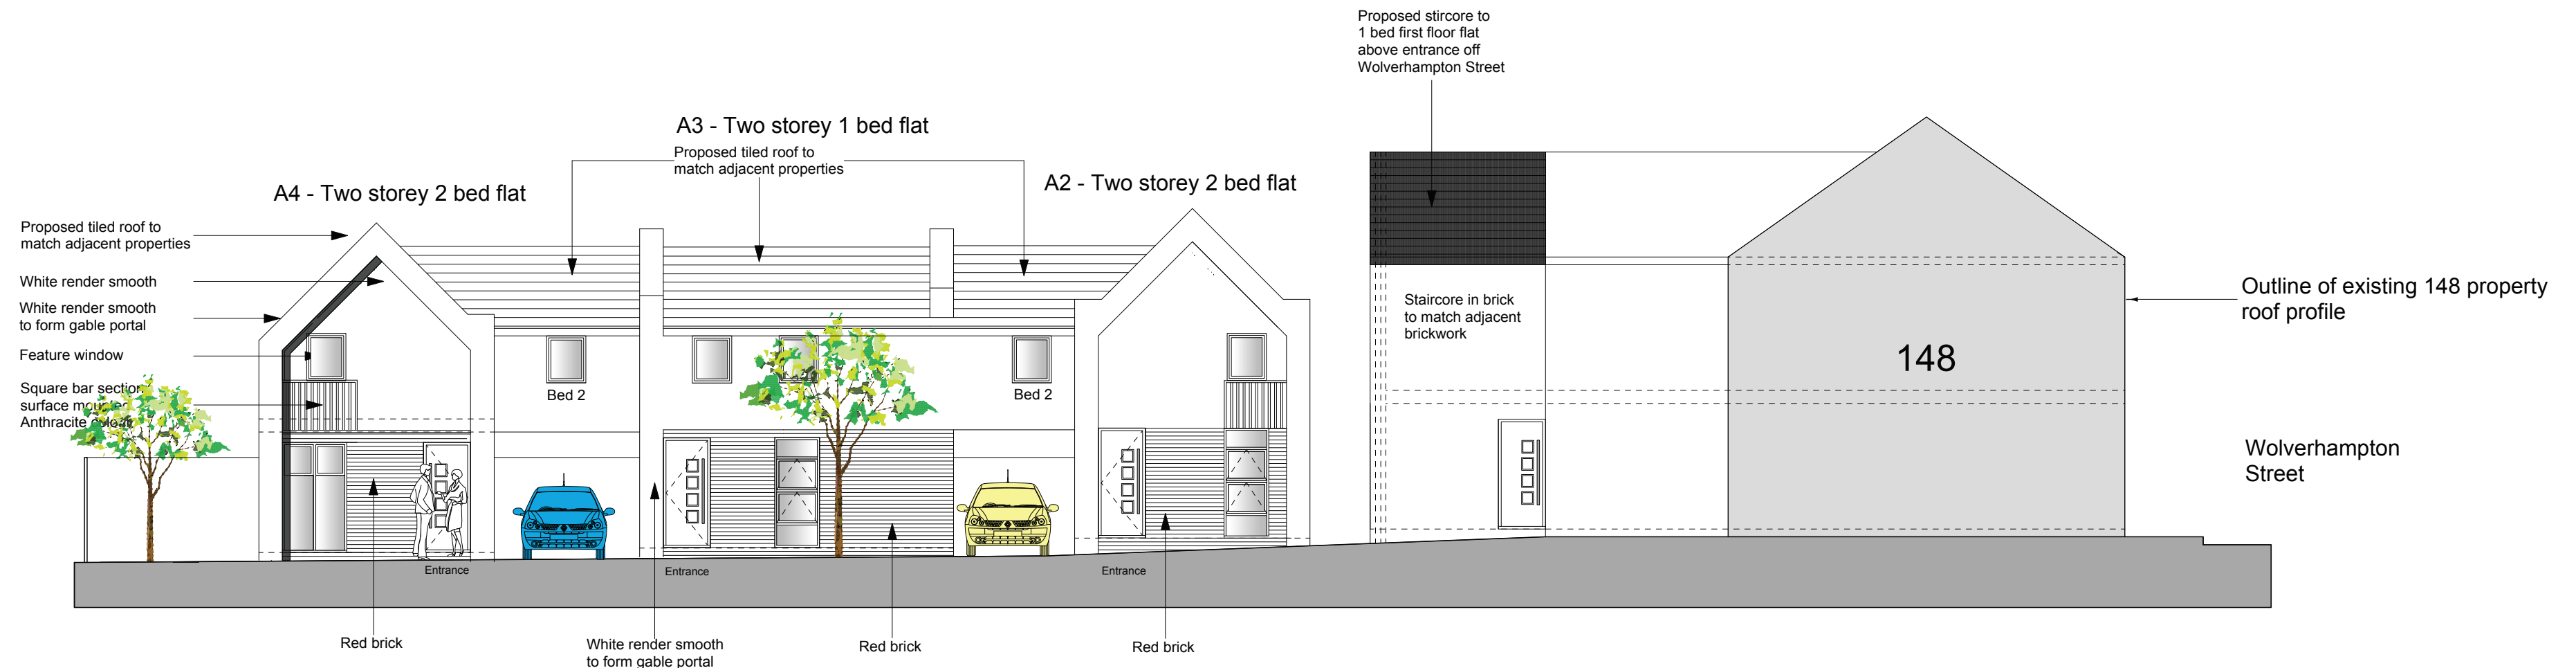 Proposed stircore to
1 bed first floor flat
above entrance off
Wolverhampton Street
A3 - Two storey 1 bed flat
Proposed tiled roof to
match adjacent properties
A4 - Two storey 2 bed flat
A2 - Two storey 2 bed flat
Proposed tiled roof to
match adjacent properties
White render smooth
White render smooth
to form gable portal
Feature window
Square bar section
surface
Anthracite
Bed 2
Bed 2
Staircore in brick
to match adjacent
brickwork
148
Outline of existing 148 property
roof profile
Wolverhampton
Street
Entrance
Entrance
Entrance
Red brick
White render smooth
to form gable portal
Red brick
Red brick